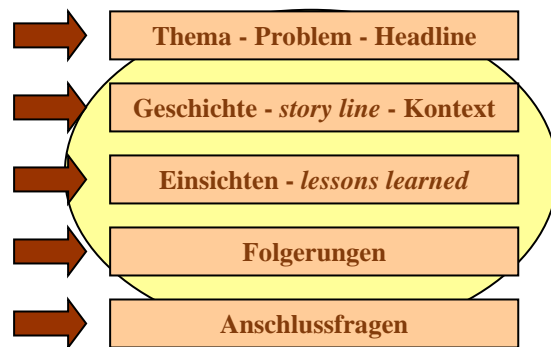 Thema - Problem - Headline
Geschichte - story line - Kontext
Einsichten - lessons learned
Folgerungen
Anschlussfragen